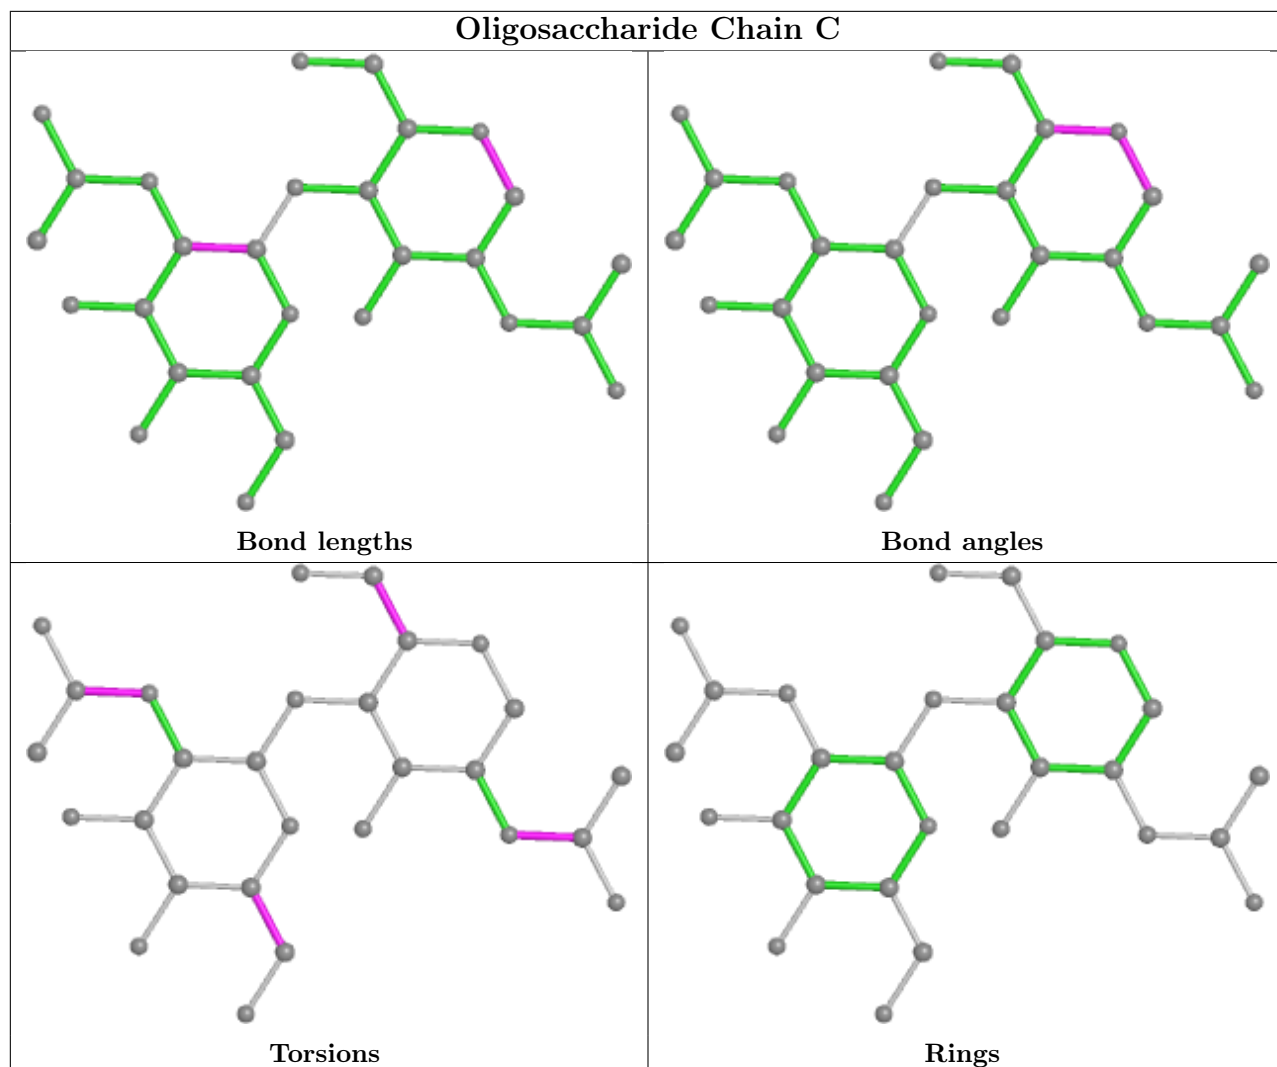 Oligosaccharide Chain C
Bond lengths
Bond angles
Torsions
Rings